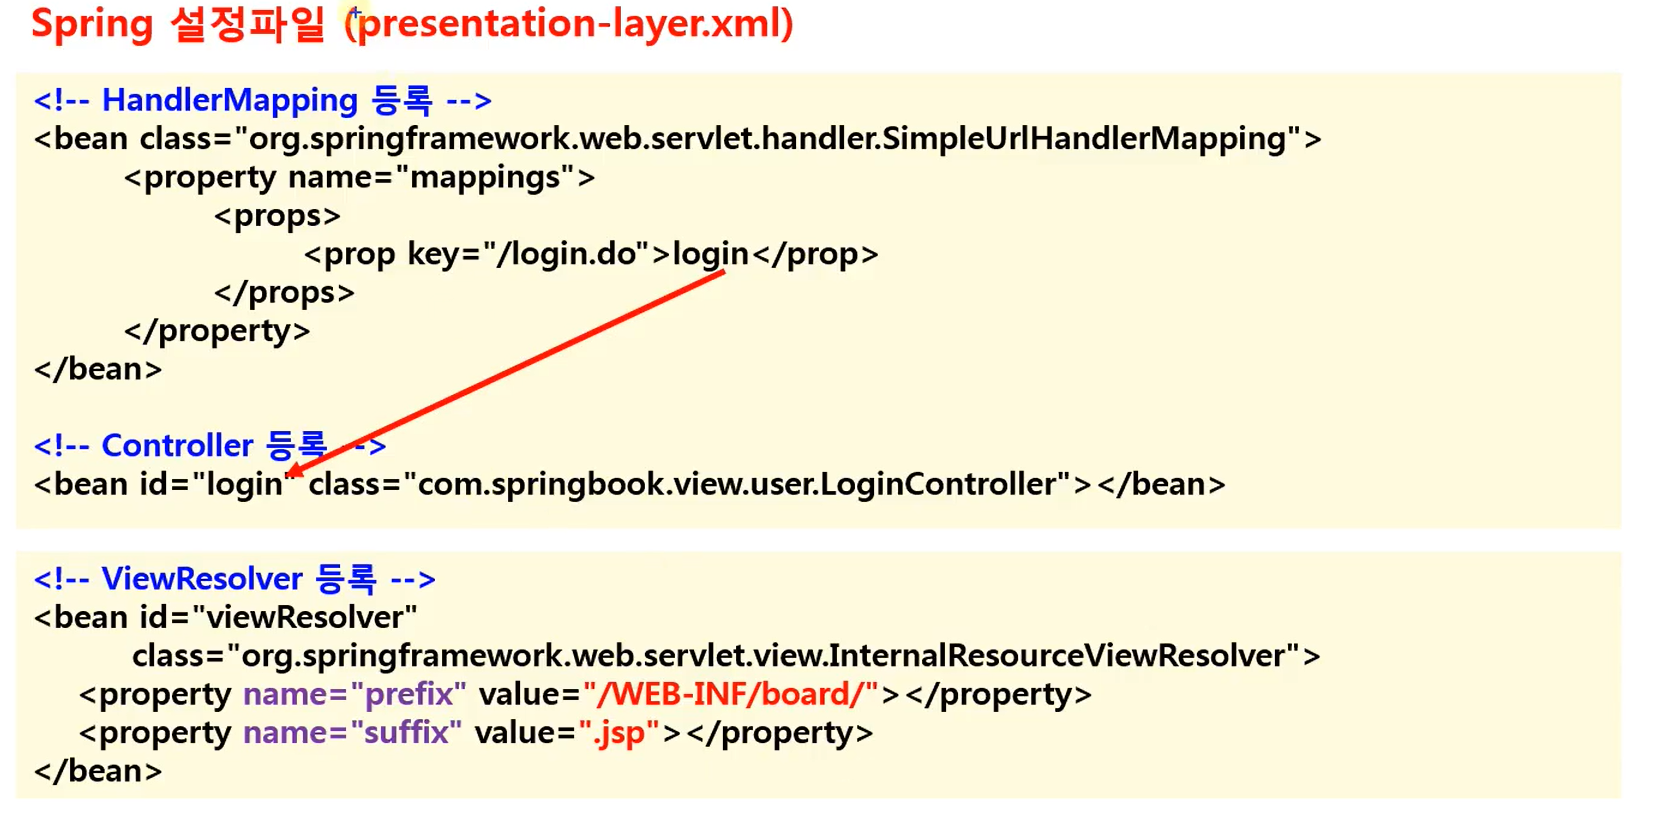 Spring 설정파일 (presentation-layer.xml)
<!-- HandlerMapping 등록 -->
<bean class="org.springframework.web.servlet.handler.SimpleUrlHandlerMapping">
<property name="mappings">
<props>
<prop key="/login.do">login</prop>
</props>
</property>
</bean>
<!-- Controller 등록 -->
<bean id="login" class="com.springbook.view.user.LoginController"></bean>
<!-- ViewResolver 등록 -->
<bean id="viewResolver"
class="org.springframework.web.servlet.view.InternalResourceViewResolver">
<property name="prefix" value="/WEB-INF/board/"></property>
<property name="suffix" value=".jsp"></property>
</bean>